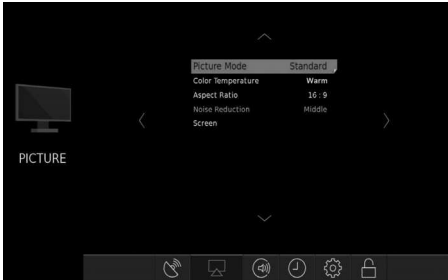 Picture Mode Standard
Color Temperature Warm
Aspect Ratio 16 : 9
Noise Reduction Middle
Screen
PICTURE